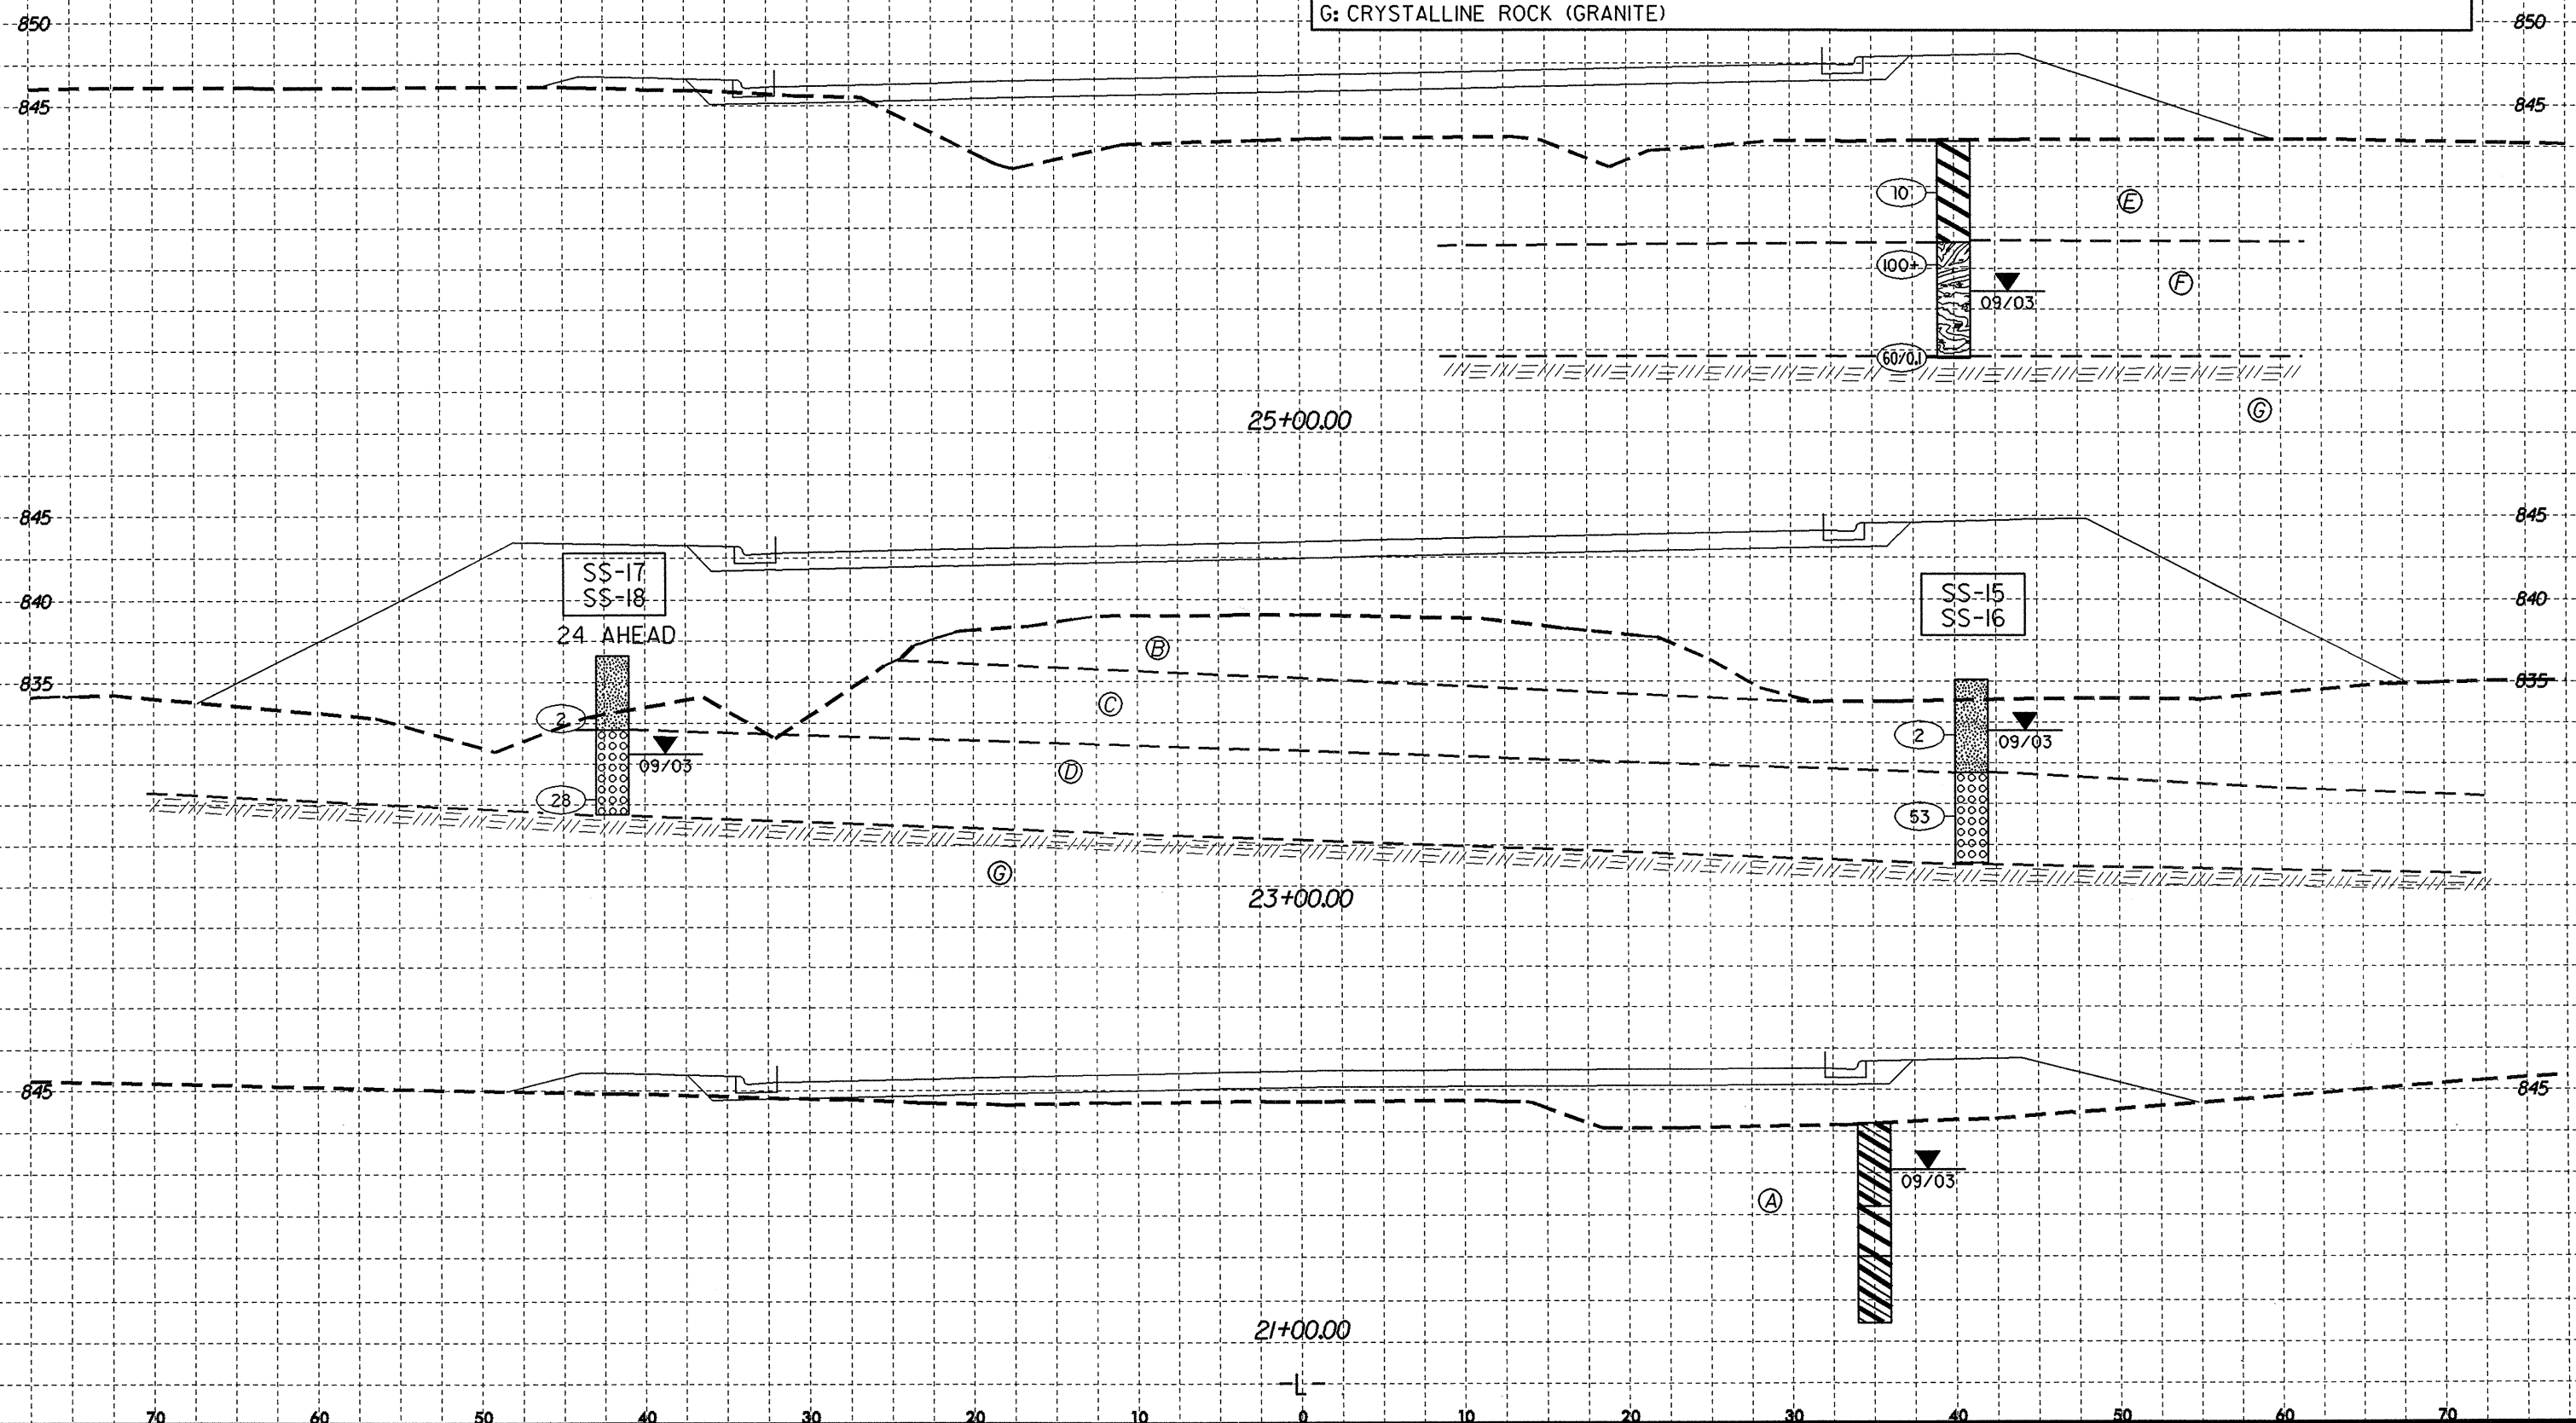 G: CRYSTALLINE ROCK (GRANITE)
850 850
845 845
10 E
100+ F
09/03
60/0.1
G
25+00.00
845 845
SS-17
SS-18
24 AHEAD
SS-15
SS-16
840 840
B
835 835
C
2 09/03
2 09/03
D
28
53
G
23+00.00
845 845
09/03
A
21+00.00
-L-
70 60 50 40 30 20 10 0 10 20 30 40 50 60 70